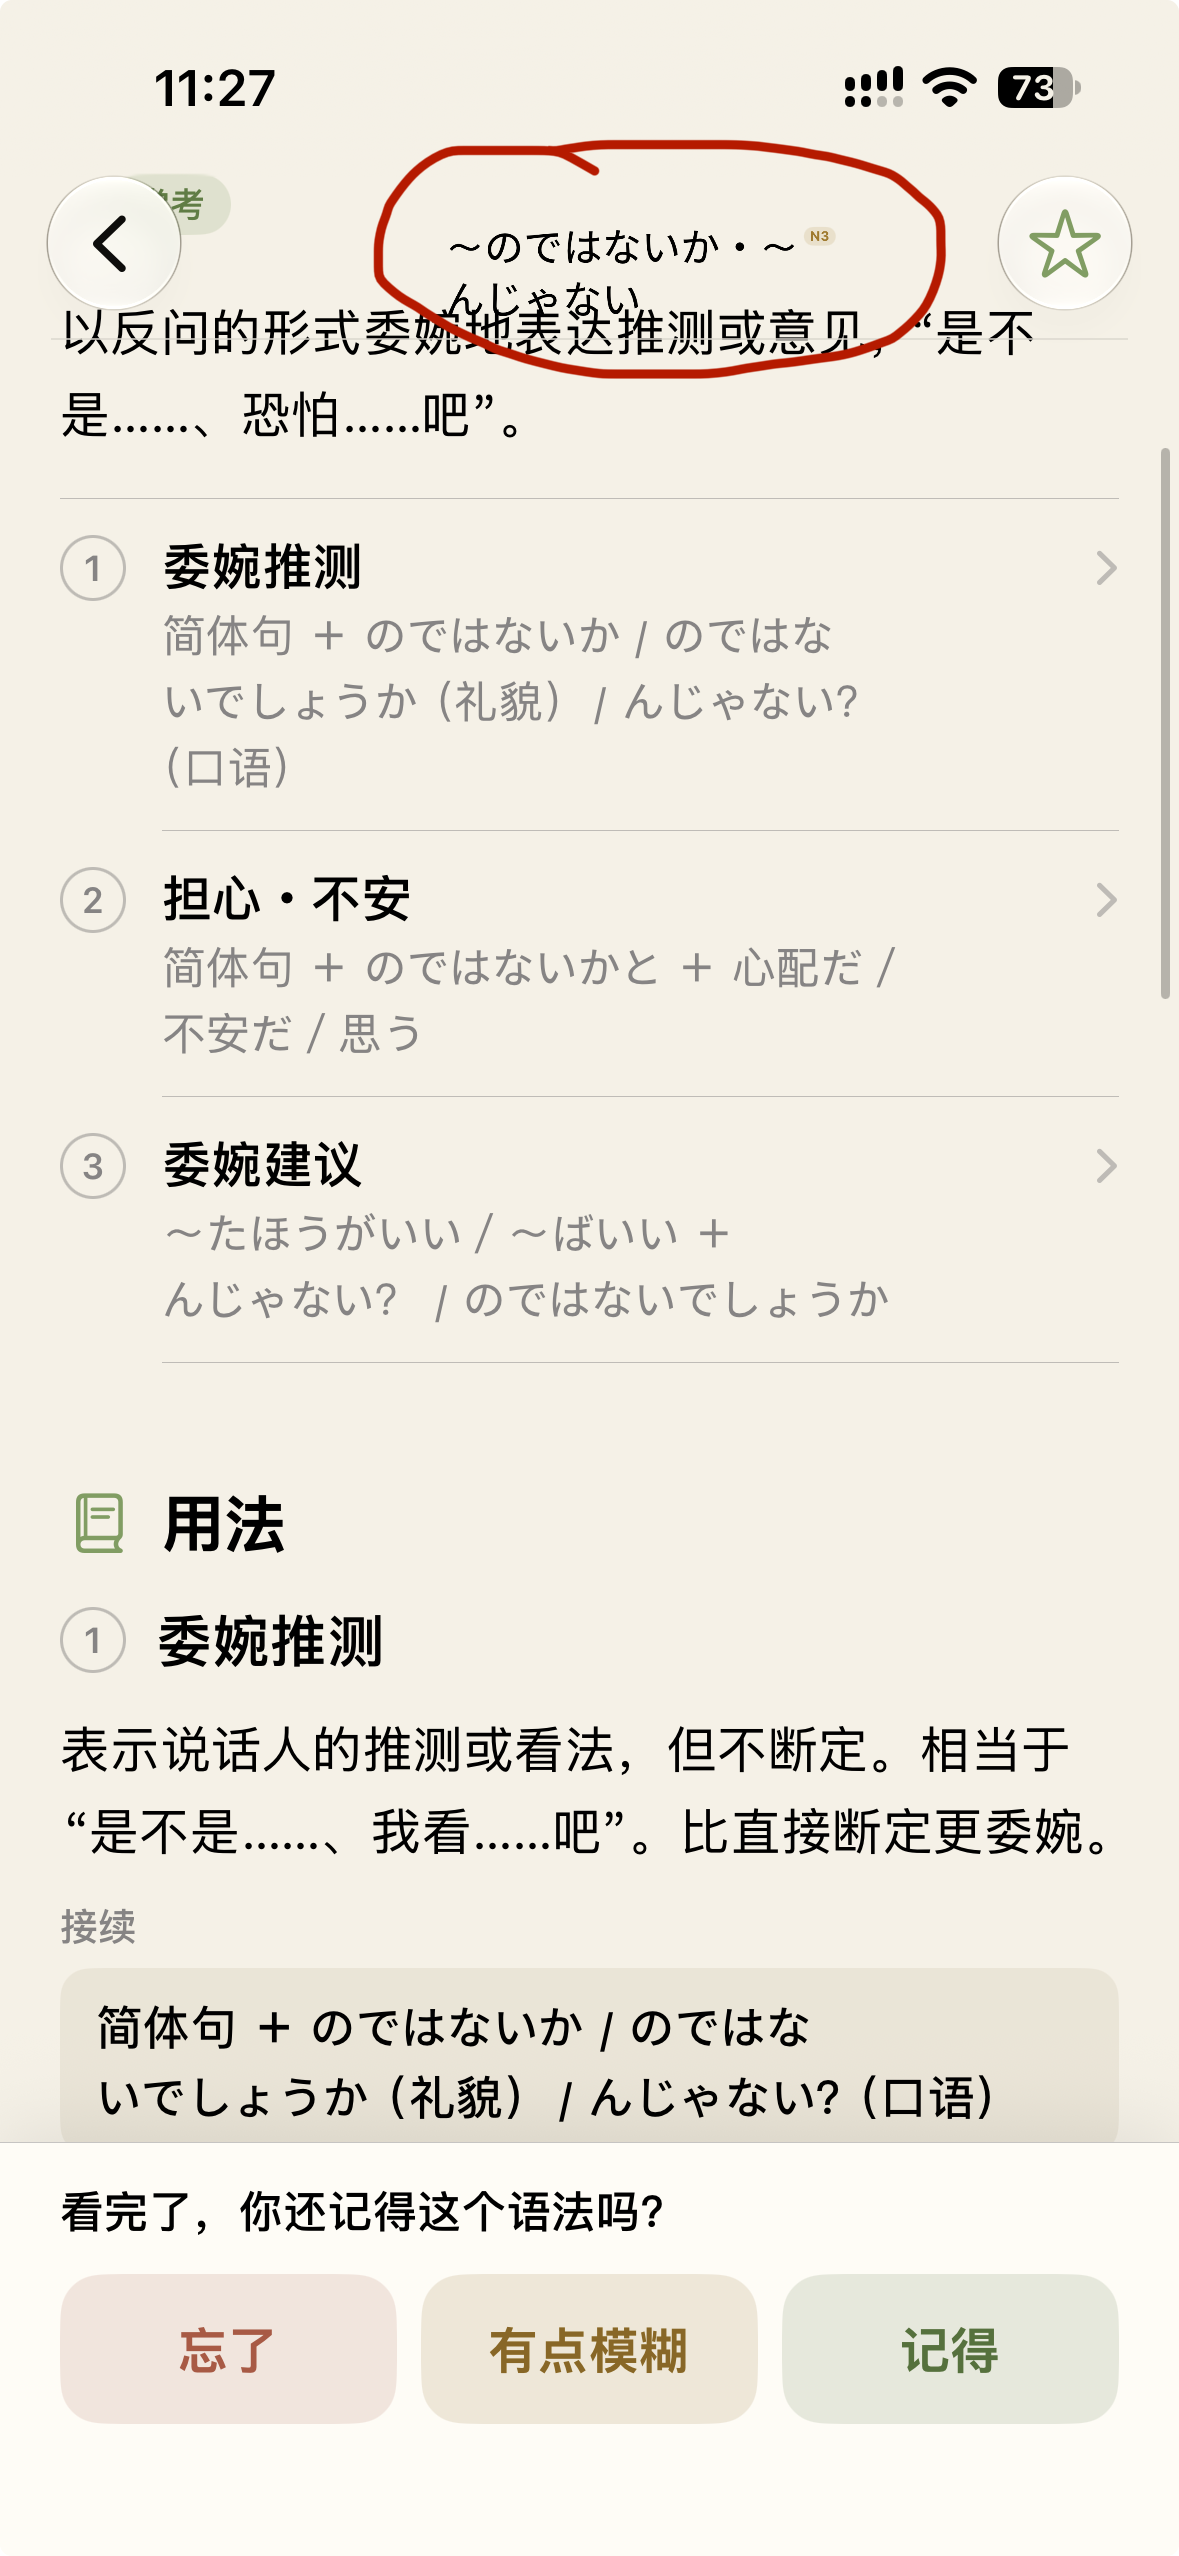 11:27
73
考
～のではないか・～ N3
んじゃない
以反问的形式委婉地表达推测或意见，“是不
是……、恐怕……吧”。
1 委婉推测
简体句 ＋ のではないか / のではな
いでしょうか（礼貌） / んじゃない？
（口语）
2 担心・不安
简体句 ＋ のではないかと ＋ 心配だ /
不安だ / 思う
3 委婉建议
～たほうがいい / ～ばいい ＋
んじゃない？ / のではないでしょうか
用法
1 委婉推测
表示说话人的推测或看法，但不断定。相当于
“是不是……、我看……吧”。比直接断定更委婉。
接续
简体句 ＋ のではないか / のではな
いでしょうか（礼貌） / んじゃない？（口语）
看完了，你还记得这个语法吗？
忘了 有点模糊 记得